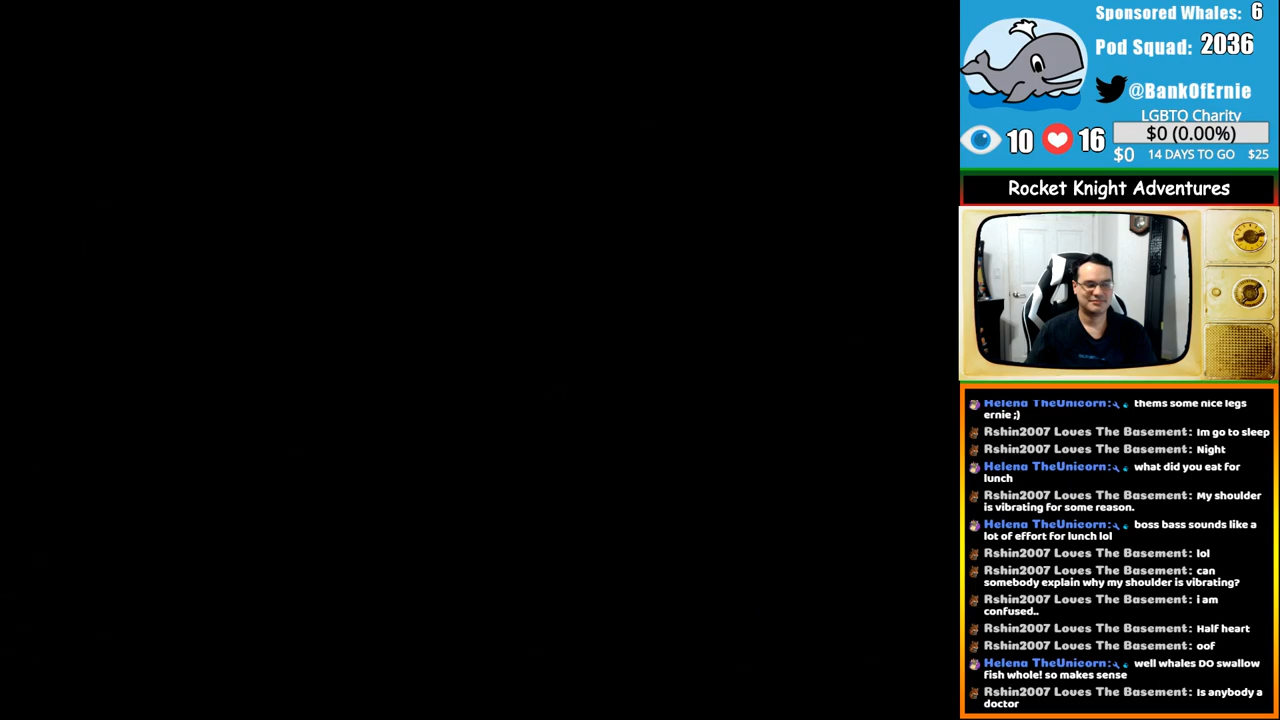 Sponsored Whales: 6
Pod Squad: 2036
@BankOfErnie
LGBTQ Charity
10 16 $0 (0.00%)
$0 14 DAYS TO GO $25
Rocket Knight Adventures
Helena TheUnicorn: thems some nice legs
ernie ;)
Rshin2007 Loves The Basement: Im go to sleep
Rshin2007 Loves The Basement: Night
Helena TheUnicorn: what did you eat for
lunch
Rshin2007 Loves The Basement: My shoulder
is vibrating for some reason.
Helena TheUnicorn: boss bass sounds like a
lot of effort for lunch lol
Rshin2007 Loves The Basement: lol
Rshin2007 Loves The Basement: can
somebody explain why my shoulder is vibrating?
Rshin2007 Loves The Basement: i am
confused..
Rshin2007 Loves The Basement: Half heart
Rshin2007 Loves The Basement: oof
Helena TheUnicorn: well whales DO swallow
fish whole! so makes sense
Rshin2007 Loves The Basement: Is anybody a
doctor